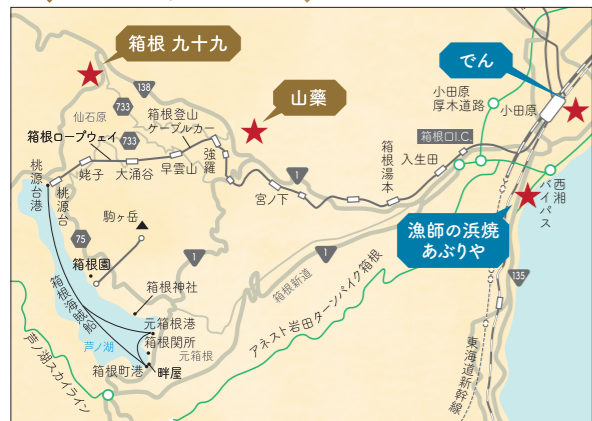 箱根 九十九
でん
138
山薬
小田原
厚木道路
小田原
733
仙石原
箱根登山
ケーブルカー
733
箱根ロープウェイ
箱根口I.C.
強羅
早雲山
大涌谷
姥子
桃源台
桃源台港
箱根湯本
入生田
1
宮ノ下
西湘
バイパス
駒ヶ岳
漁師の浜焼
あぶりや
75
1
1
箱根園
箱根新道
135
箱根神社
箱根海賊船
アネスト岩田ターンパイク箱根
元箱根港
芦ノ湖
箱根関所
元箱根
箱根町港
畔屋
芦ノ湖スカイライン
東海道新幹線